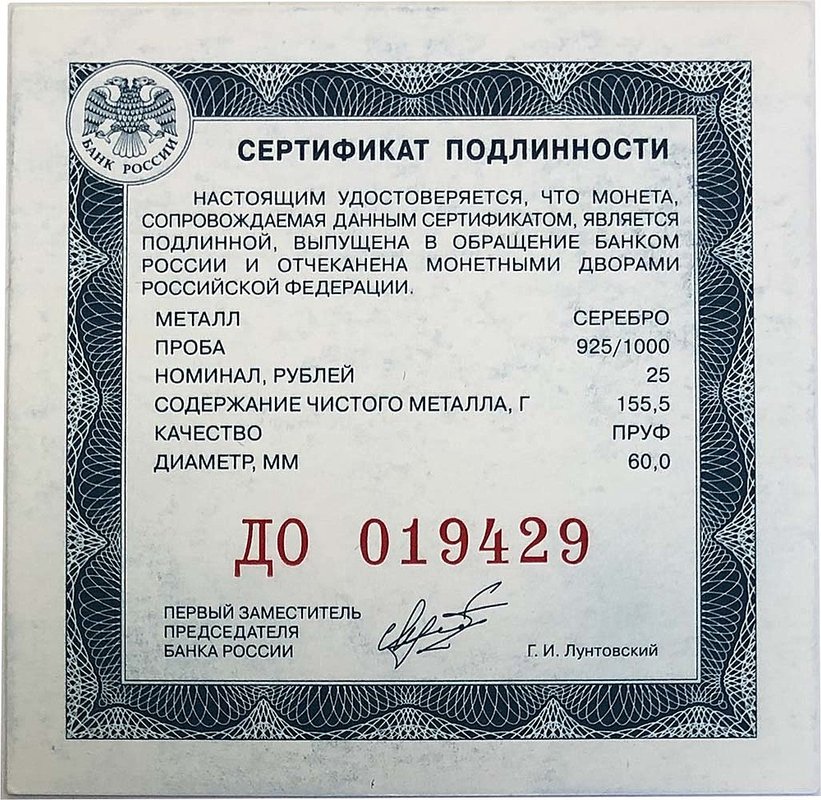 БАНК РОССИИ
СЕРТИФИКАТ ПОДЛИННОСТИ
НАСТОЯЩИМ УДОСТОВЕРЯЕТСЯ, ЧТО МОНЕТА,
СОПРОВОЖДАЕМАЯ ДАННЫМ СЕРТИФИКАТОМ, ЯВЛЯЕТСЯ
ПОДЛИННОЙ, ВЫПУЩЕНА В ОБРАЩЕНИЕ БАНКОМ
РОССИИ И ОТЧЕКАНЕНА МОНЕТНЫМИ ДВОРАМИ
РОССИЙСКОЙ ФЕДЕРАЦИИ.
МЕТАЛЛ СЕРЕБРО
ПРОБА 925/1000
НОМИНАЛ, РУБЛЕЙ 25
СОДЕРЖАНИЕ ЧИСТОГО МЕТАЛЛА, Г 155,5
КАЧЕСТВО ПРУФ
ДИАМЕТР, ММ 60,0
ДО 019429
ПЕРВЫЙ ЗАМЕСТИТЕЛЬ
ПРЕДСЕДАТЕЛЯ
БАНКА РОССИИ Г. И. Лунтовский